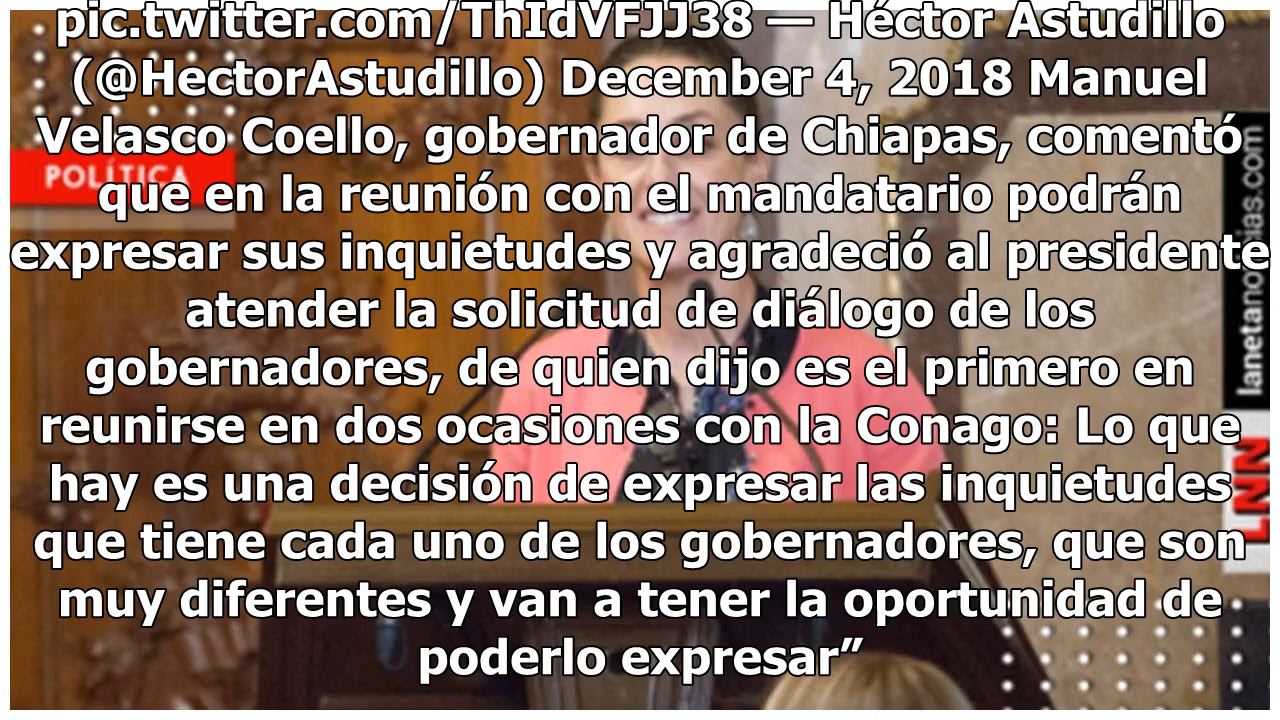 pic.twitter.com/ThIdVFJJ38 — Héctor Astudillo
(@HectorAstudillo) December 4, 2018 Manuel
Velasco Coello, gobernador de Chiapas, comentó
que en la reunión con el mandatario podrán
expresar sus inquietudes y agradeció al presidente
atender la solicitud de diálogo de los
gobernadores, de quien dijo es el primero en
reunirse en dos ocasiones con la Conago: Lo que
hay es una decisión de expresar las inquietudes
que tiene cada uno de los gobernadores, que son
muy diferentes y van a tener la oportunidad de
poderlo expresar”
POLÍTICA
lanetanoticias.com
LNN